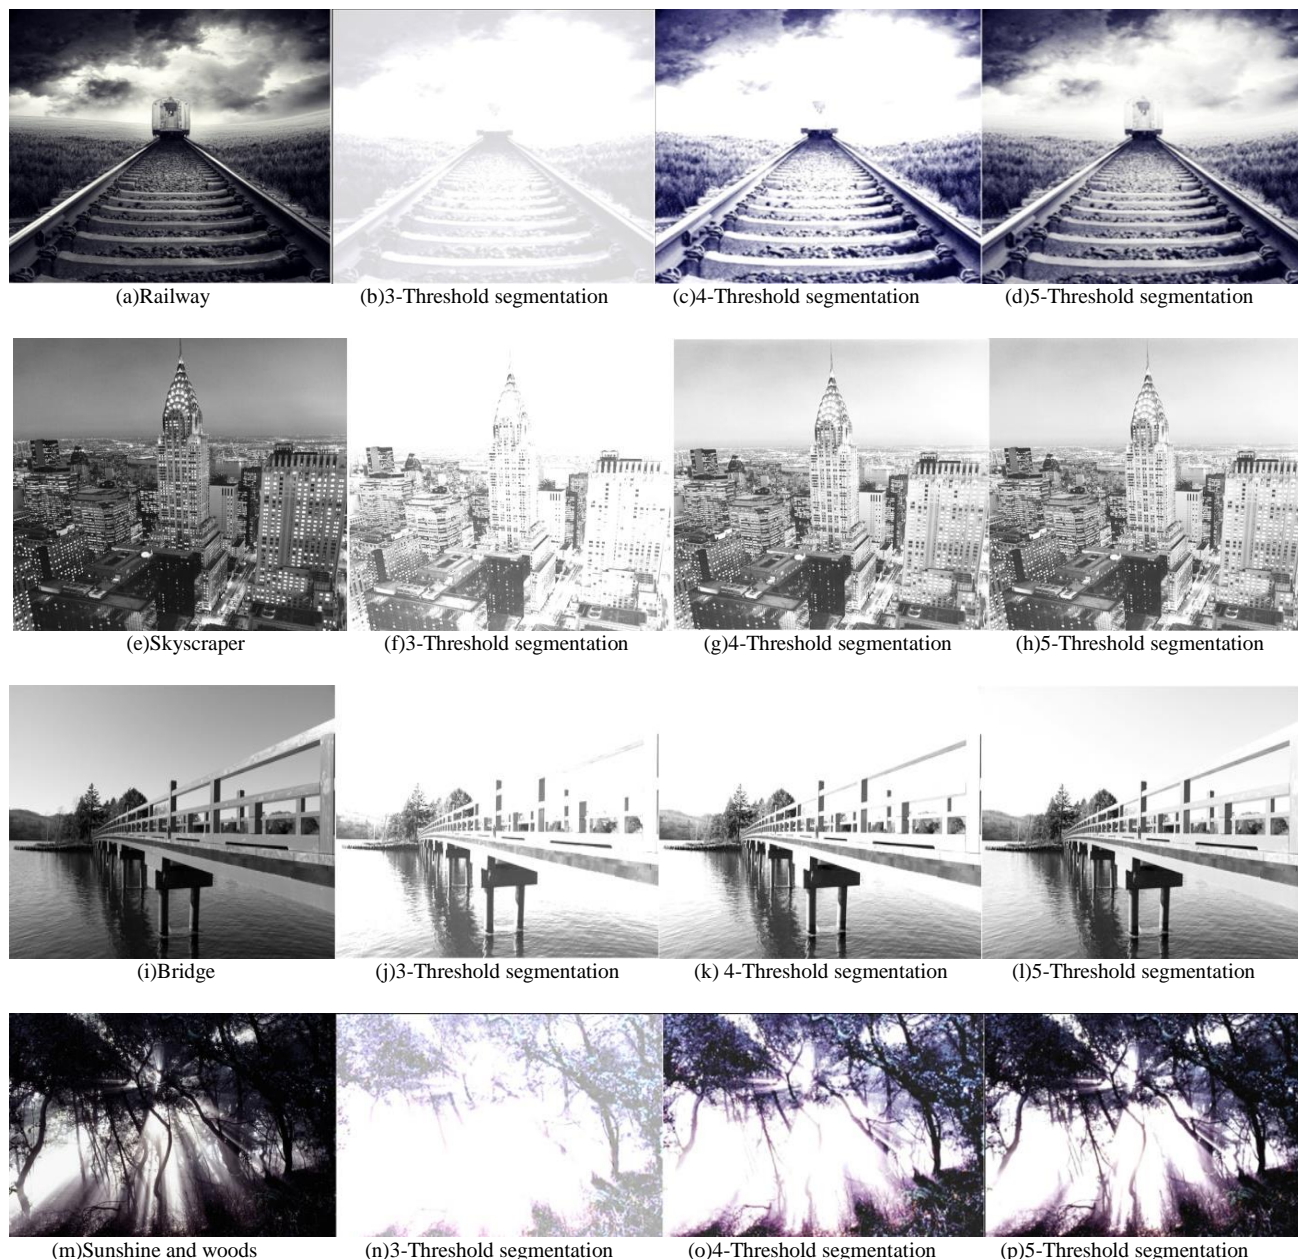 (a)Railway
(b)3-Threshold segmentation
(c)4-Threshold segmentation
(d)5-Threshold segmentation
(e)Skyscraper
(f)3-Threshold segmentation
(g)4-Threshold segmentation
(h)5-Threshold segmentation
(i)Bridge
(j)3-Threshold segmentation
(k) 4-Threshold segmentation
(l)5-Threshold segmentation
(m)Sunshine and woods
(n)3-Threshold segmentation
(o)4-Threshold segmentation
(p)5-Threshold segmentation